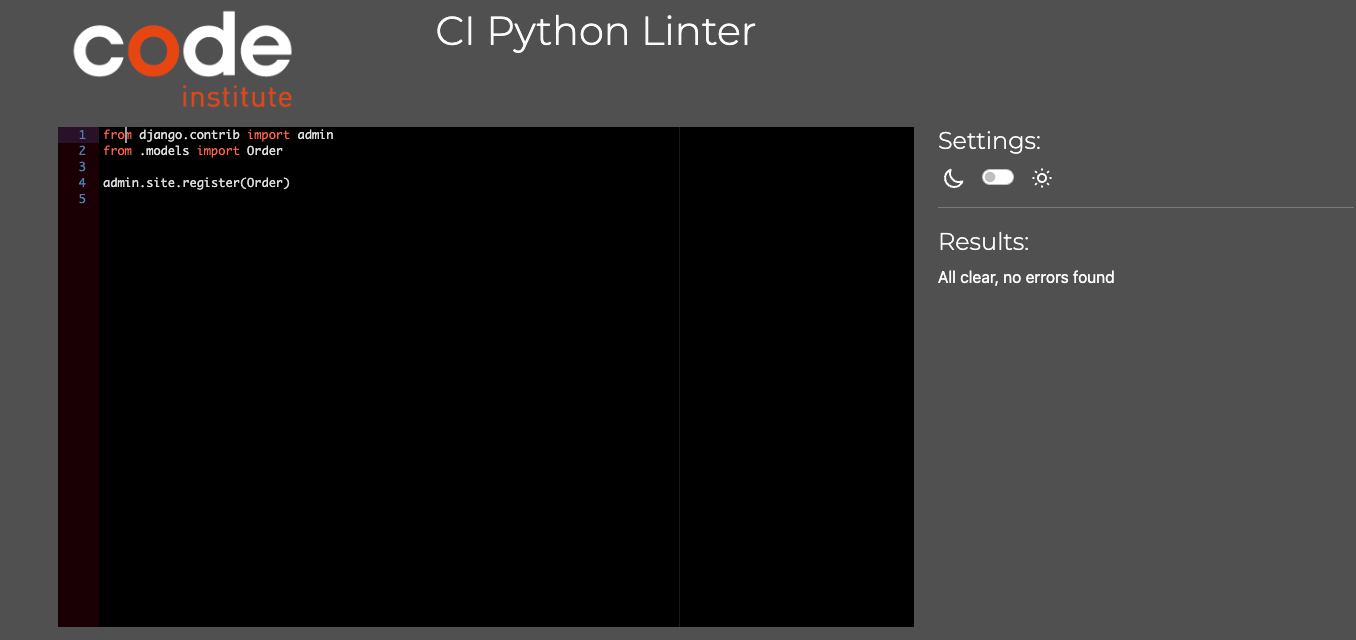 code
institute
CI Python Linter
1 from django.contrib import admin
2 from .models import Order
3
4 admin.site.register(Order)
5
Settings:
Results:
All clear, no errors found